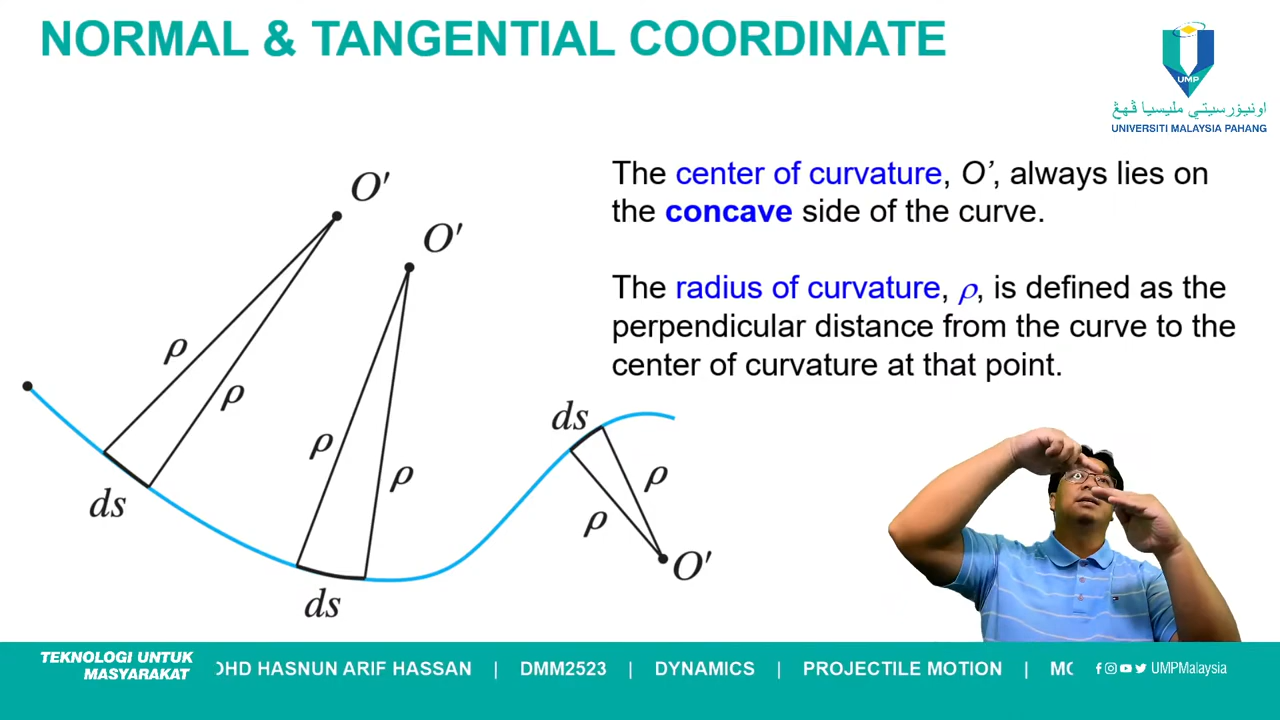 NORMAL & TANGENTIAL COORDINATE
UMP
اونيۏرسيتي مليسيا ڤهڠ
UNIVERSITI MALAYSIA PAHANG
The center of curvature, O’, always lies on
the concave side of the curve.
The radius of curvature, ρ, is defined as the
perpendicular distance from the curve to the
center of curvature at that point.
O'
O'
ρ
ρ
ds
ρ
ρ
ds
ds
ρ
ρ
O'
TEKNOLOGI UNTUK
MASYARAKAT
OHD HASNUN ARIF HASSAN | DMM2523 | DYNAMICS | PROJECTILE MOTION | MO
UMPMalaysia